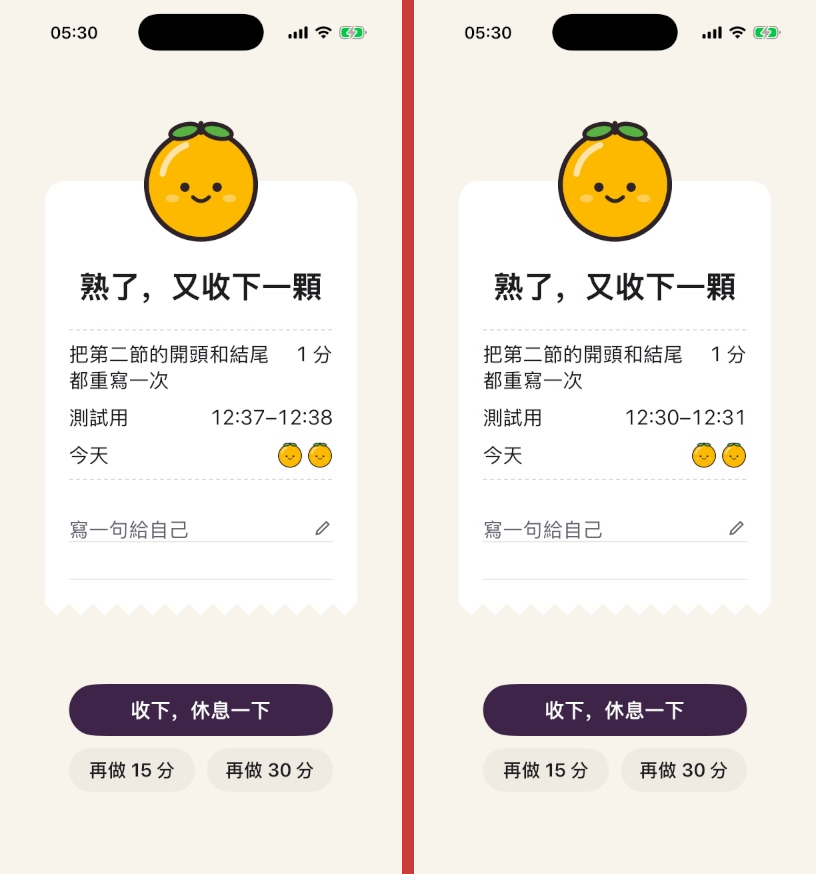 05:30
熟了，又收下一顆
把第二節的開頭和結尾 1 分
都重寫一次
測試用 12:37–12:38
今天
寫一句給自己
收下，休息一下
再做 15 分 再做 30 分
05:30
熟了，又收下一顆
把第二節的開頭和結尾 1 分
都重寫一次
測試用 12:30–12:31
今天
寫一句給自己
收下，休息一下
再做 15 分 再做 30 分